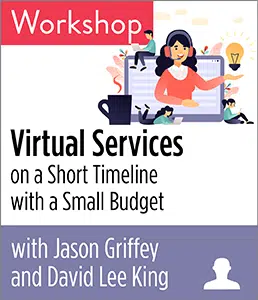 Workshop
Virtual Services
on a Short Timeline
with a Small Budget
with Jason Griffey
and David Lee King